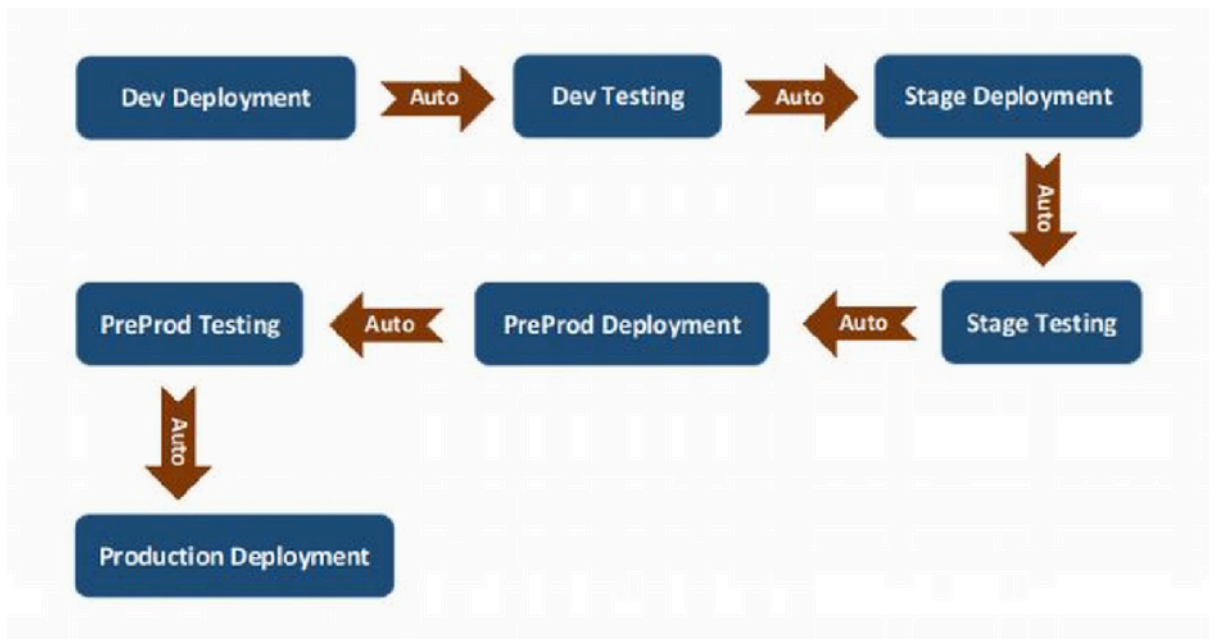 Dev Deployment
Auto
Dev Testing
Auto
Stage Deployment
Auto
Stage Testing
Auto
PreProd Deployment
Auto
PreProd Testing
Auto
Production Deployment